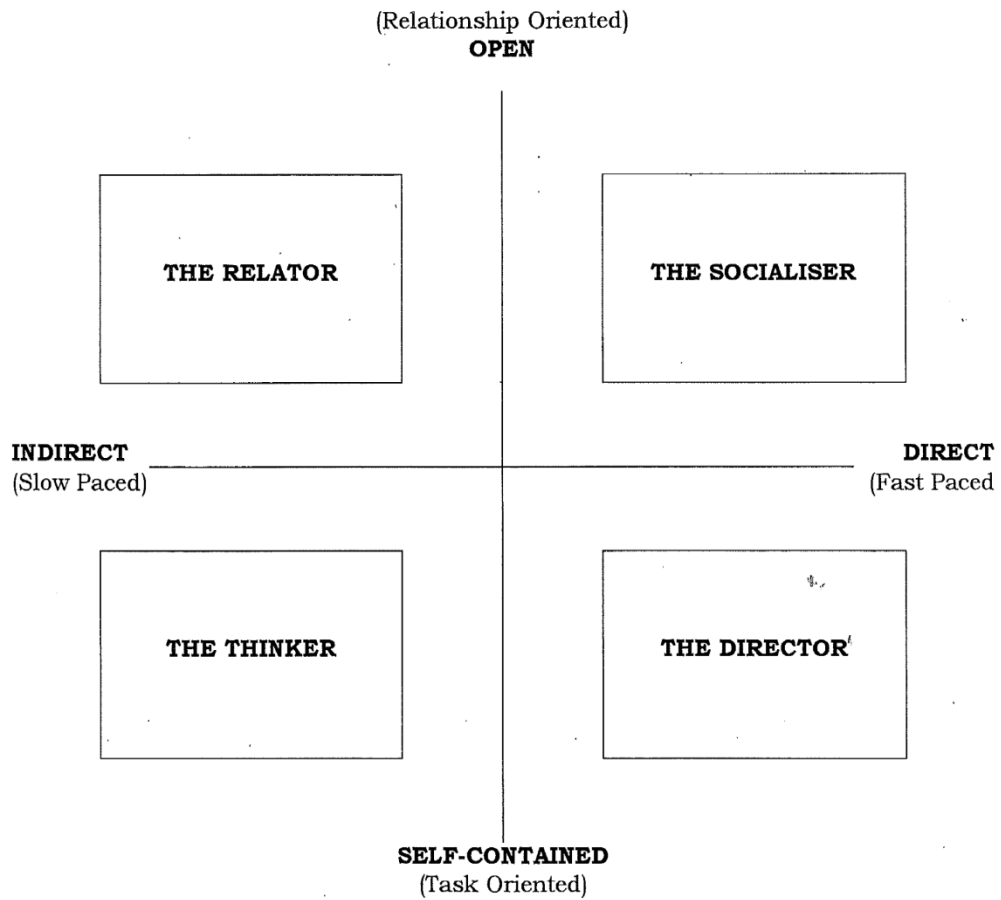 (Relationship Oriented)
OPEN
THE RELATOR
THE SOCIALISER
INDIRECT
(Slow Paced)
DIRECT
(Fast Paced
THE THINKER
THE DIRECTOR
SELF-CONTAINED
(Task Oriented)